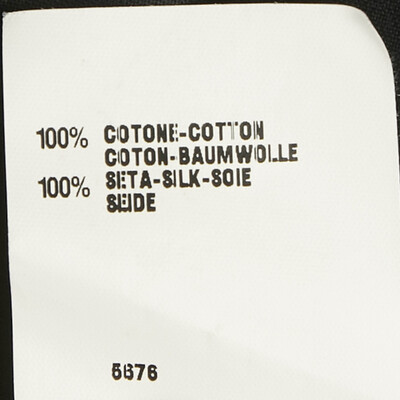 100% COTONE-COTTON
COTON-BAUMWOLLE
100% SETA-SILK-SOIE
SEIDE
5676